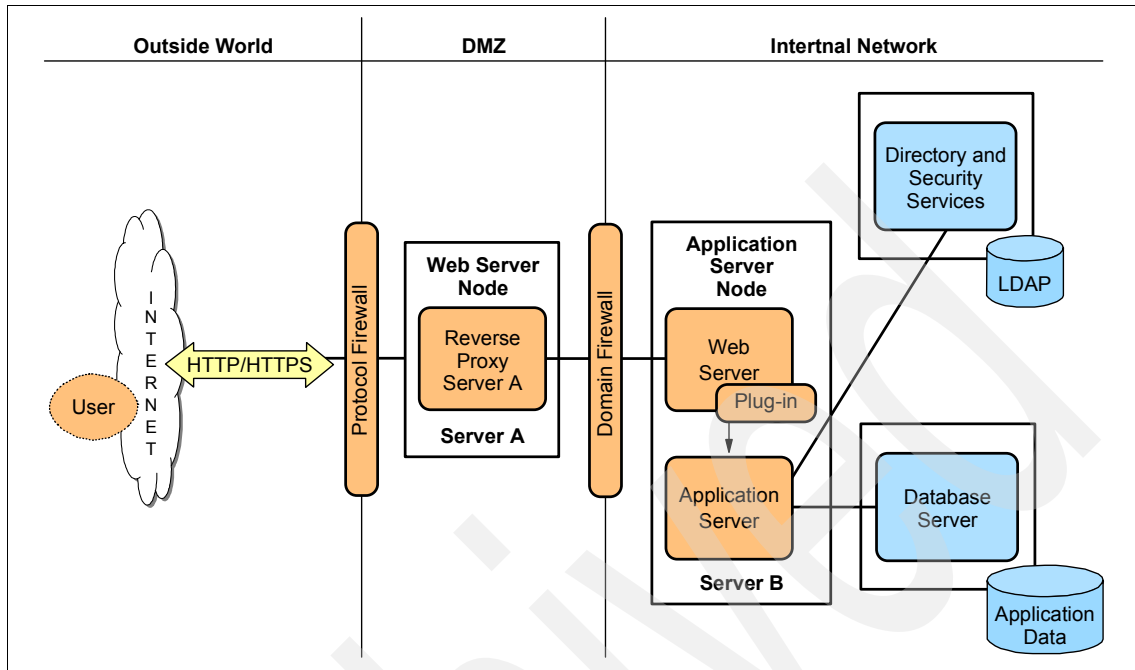 Outside World
DMZ
Intertnal Network
INTERNET
User
HTTP/HTTPS
Protocol Firewall
Web Server
Node
Reverse
Proxy
Server A
Server A
Domain Firewall
Application
Server
Node
Web
Server
Plug-in
Application
Server
Server B
Directory and
Security
Services
LDAP
Database
Server
Application
Data